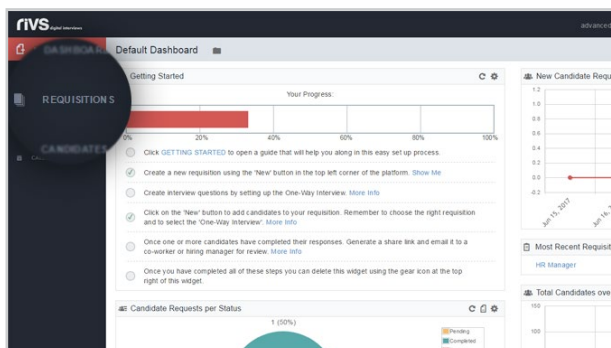 rivs digital interviews
advanced
DASHBOAR
Default Dashboard
REQUISITIONS
CANDIDATES
Getting Started
Your Progress:
0%
20%
40%
60%
80%
100%
Click GETTING STARTED to open a guide that will help you along in this easy set up process.
Create a new requisition using the 'New' button in the top left corner of the platform. Show Me
Create interview questions by setting up the One-Way Interview. More Info
Click on the 'New' button to add candidates to your requisition. Remember to choose the right requisition
and to select the 'One-Way Interview'. More Info
Once one or more candidates have completed their responses. Generate a share link and email it to a
co-worker or hiring manager for review. More Info
Once you have completed all of these steps you can delete this widget using the gear icon at the top
right of this widget.
Candidate Requests per Status
1 (50%)
Pending
Completed
New Candidate Requ
1.2
1.0
0.8
0.6
0.4
0.2
0.0
-0.2
Jun 15, 2017
Jun 16,
Most Recent Requisit
HR Manager
Total Candidates ove
150
100